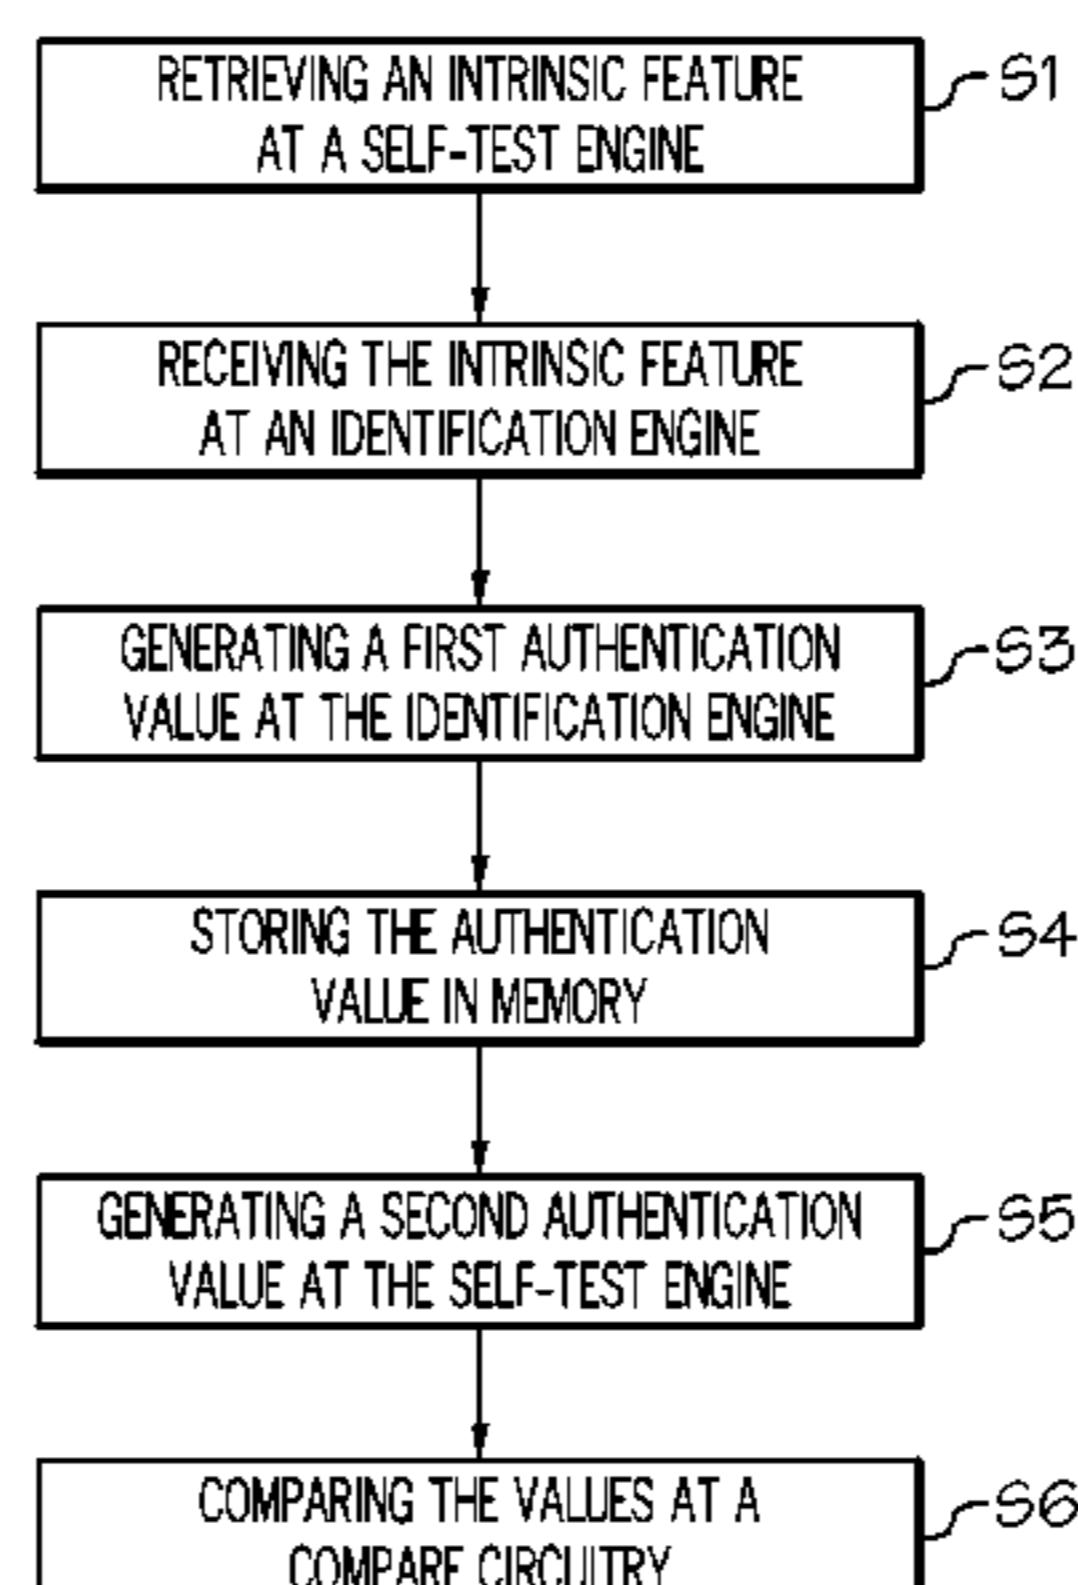 RETRIEVING AN INTRINSIC FEATURE
AT A SELF-TEST ENGINE
S1
RECEIVING THE INTRINSIC FEATURE
AT AN IDENTIFICATION ENGINE
S2
GENERATING A FIRST AUTHENTICATION
VALUE AT THE IDENTIFICATION ENGINE
S3
STORING THE AUTHENTICATION
VALUE IN MEMORY
S4
GENERATING A SECOND AUTHENTICATION
VALUE AT THE SELF-TEST ENGINE
S5
COMPARING THE VALUES AT A
COMPARE CIRCUITRY
S6